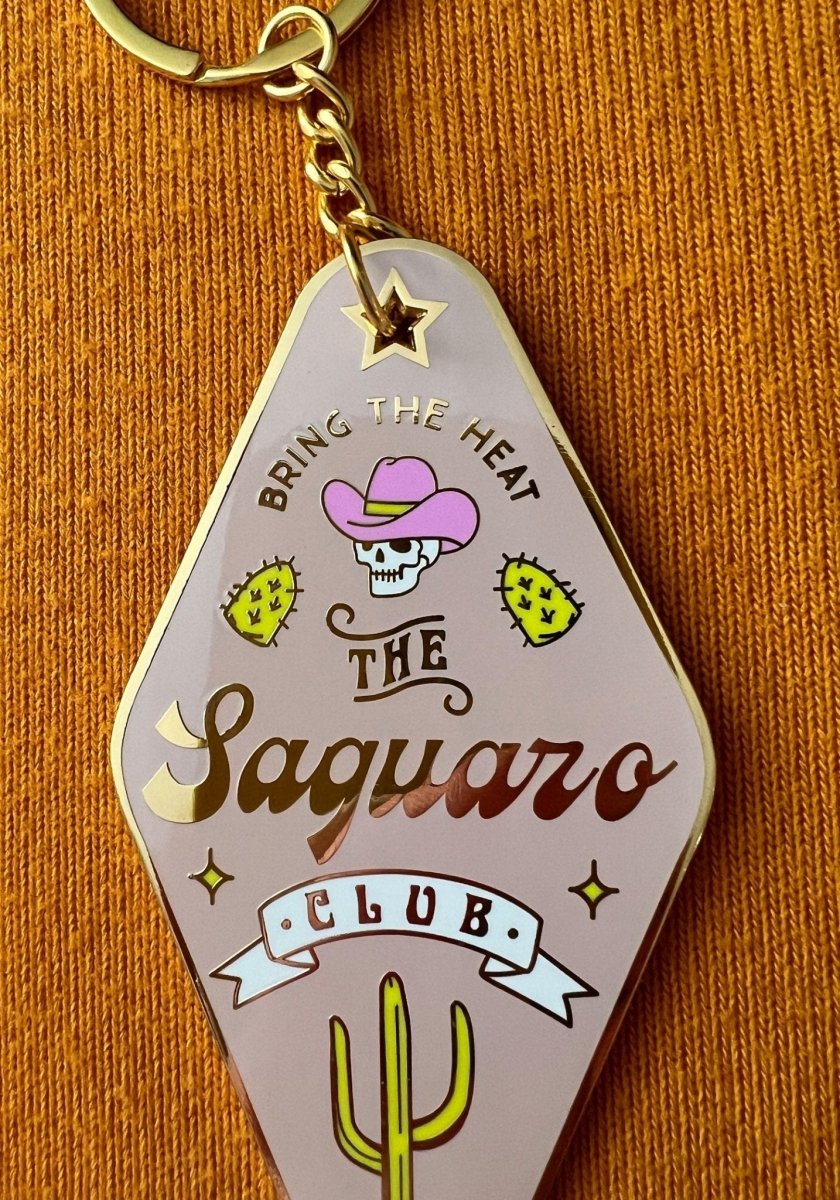 BRING THE HEAT
THE
Saguaro
• CLUB •